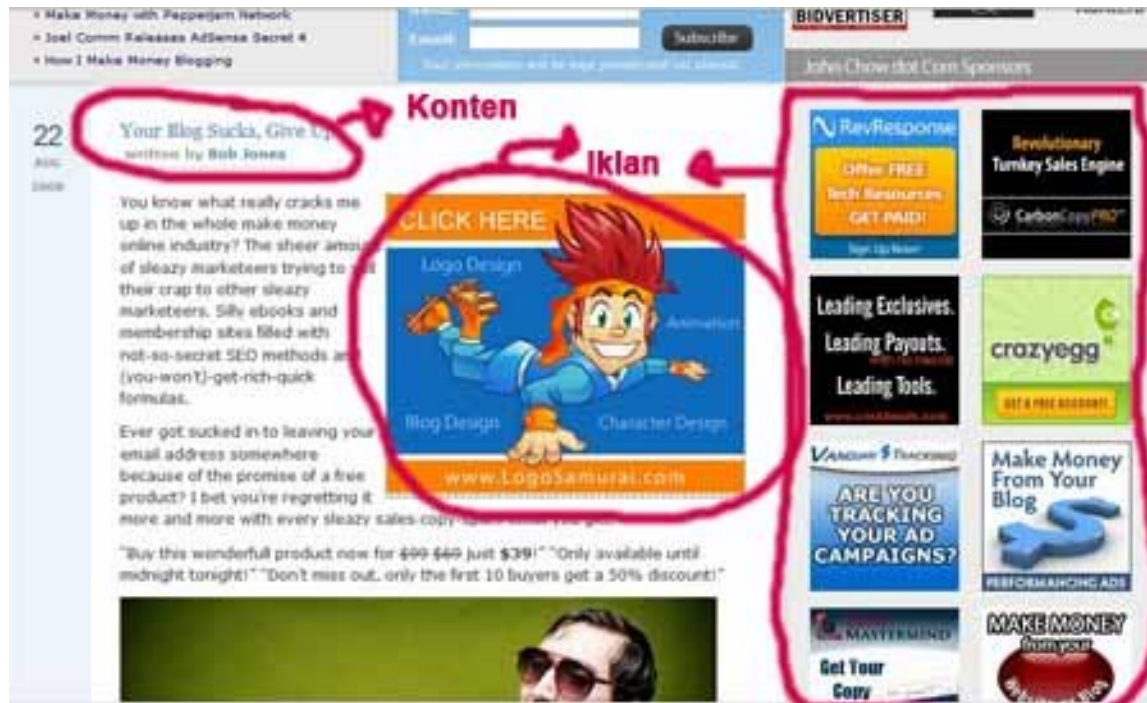 » Make Money with Pepperjam Network
» Joel Comm Releases AdSense Secret 4
» How I Make Money Blogging
Email:
Subscribe
BIDVERTISER
John Chow dot Com Sponsors
Konten
Iklan
22
AUG
2008
Your Blog Sucks, Give Up
written by Bob Jones
You know what really cracks me
up in the whole make money
online industry? The sheer amount
of sleazy marketeers trying to
their crap to other sleazy
marketeers. Silly ebooks and
membership sites filled with
not-so-secret SEO methods and
(you-won't)-get-rich-quick
formulas.
Ever got sucked in to leaving your
email address somewhere
because of the promise of a free
product? I bet you're regretting it
more and more with every sleazy sales copy
"Buy this wonderfull product now for $99 $69 just $39!" "Only available until
midnight tonight!" "Don't miss out, only the first 10 buyers get a 50% discount!"
CLICK HERE
Logo Design
Animation
Blog Design
Character Design
www.LogoSamurai.com
RevResponse
Offer FREE
Tech Resources
GET PAID!
Sign Up Now!
Revolutionary
Turnkey Sales Engine
CarbonCopyPRO
Leading Exclusives.
Leading Payouts.
Leading Tools.
crazyegg
GET A FREE ACCOUNT!
ARE YOU
TRACKING
YOUR AD
CAMPAIGNS?
Make Money
From Your
Blog
PERFORMANCING ADS
MASTERMIND
Get Your
Copy
MAKE MONEY
from your
Website or Blog